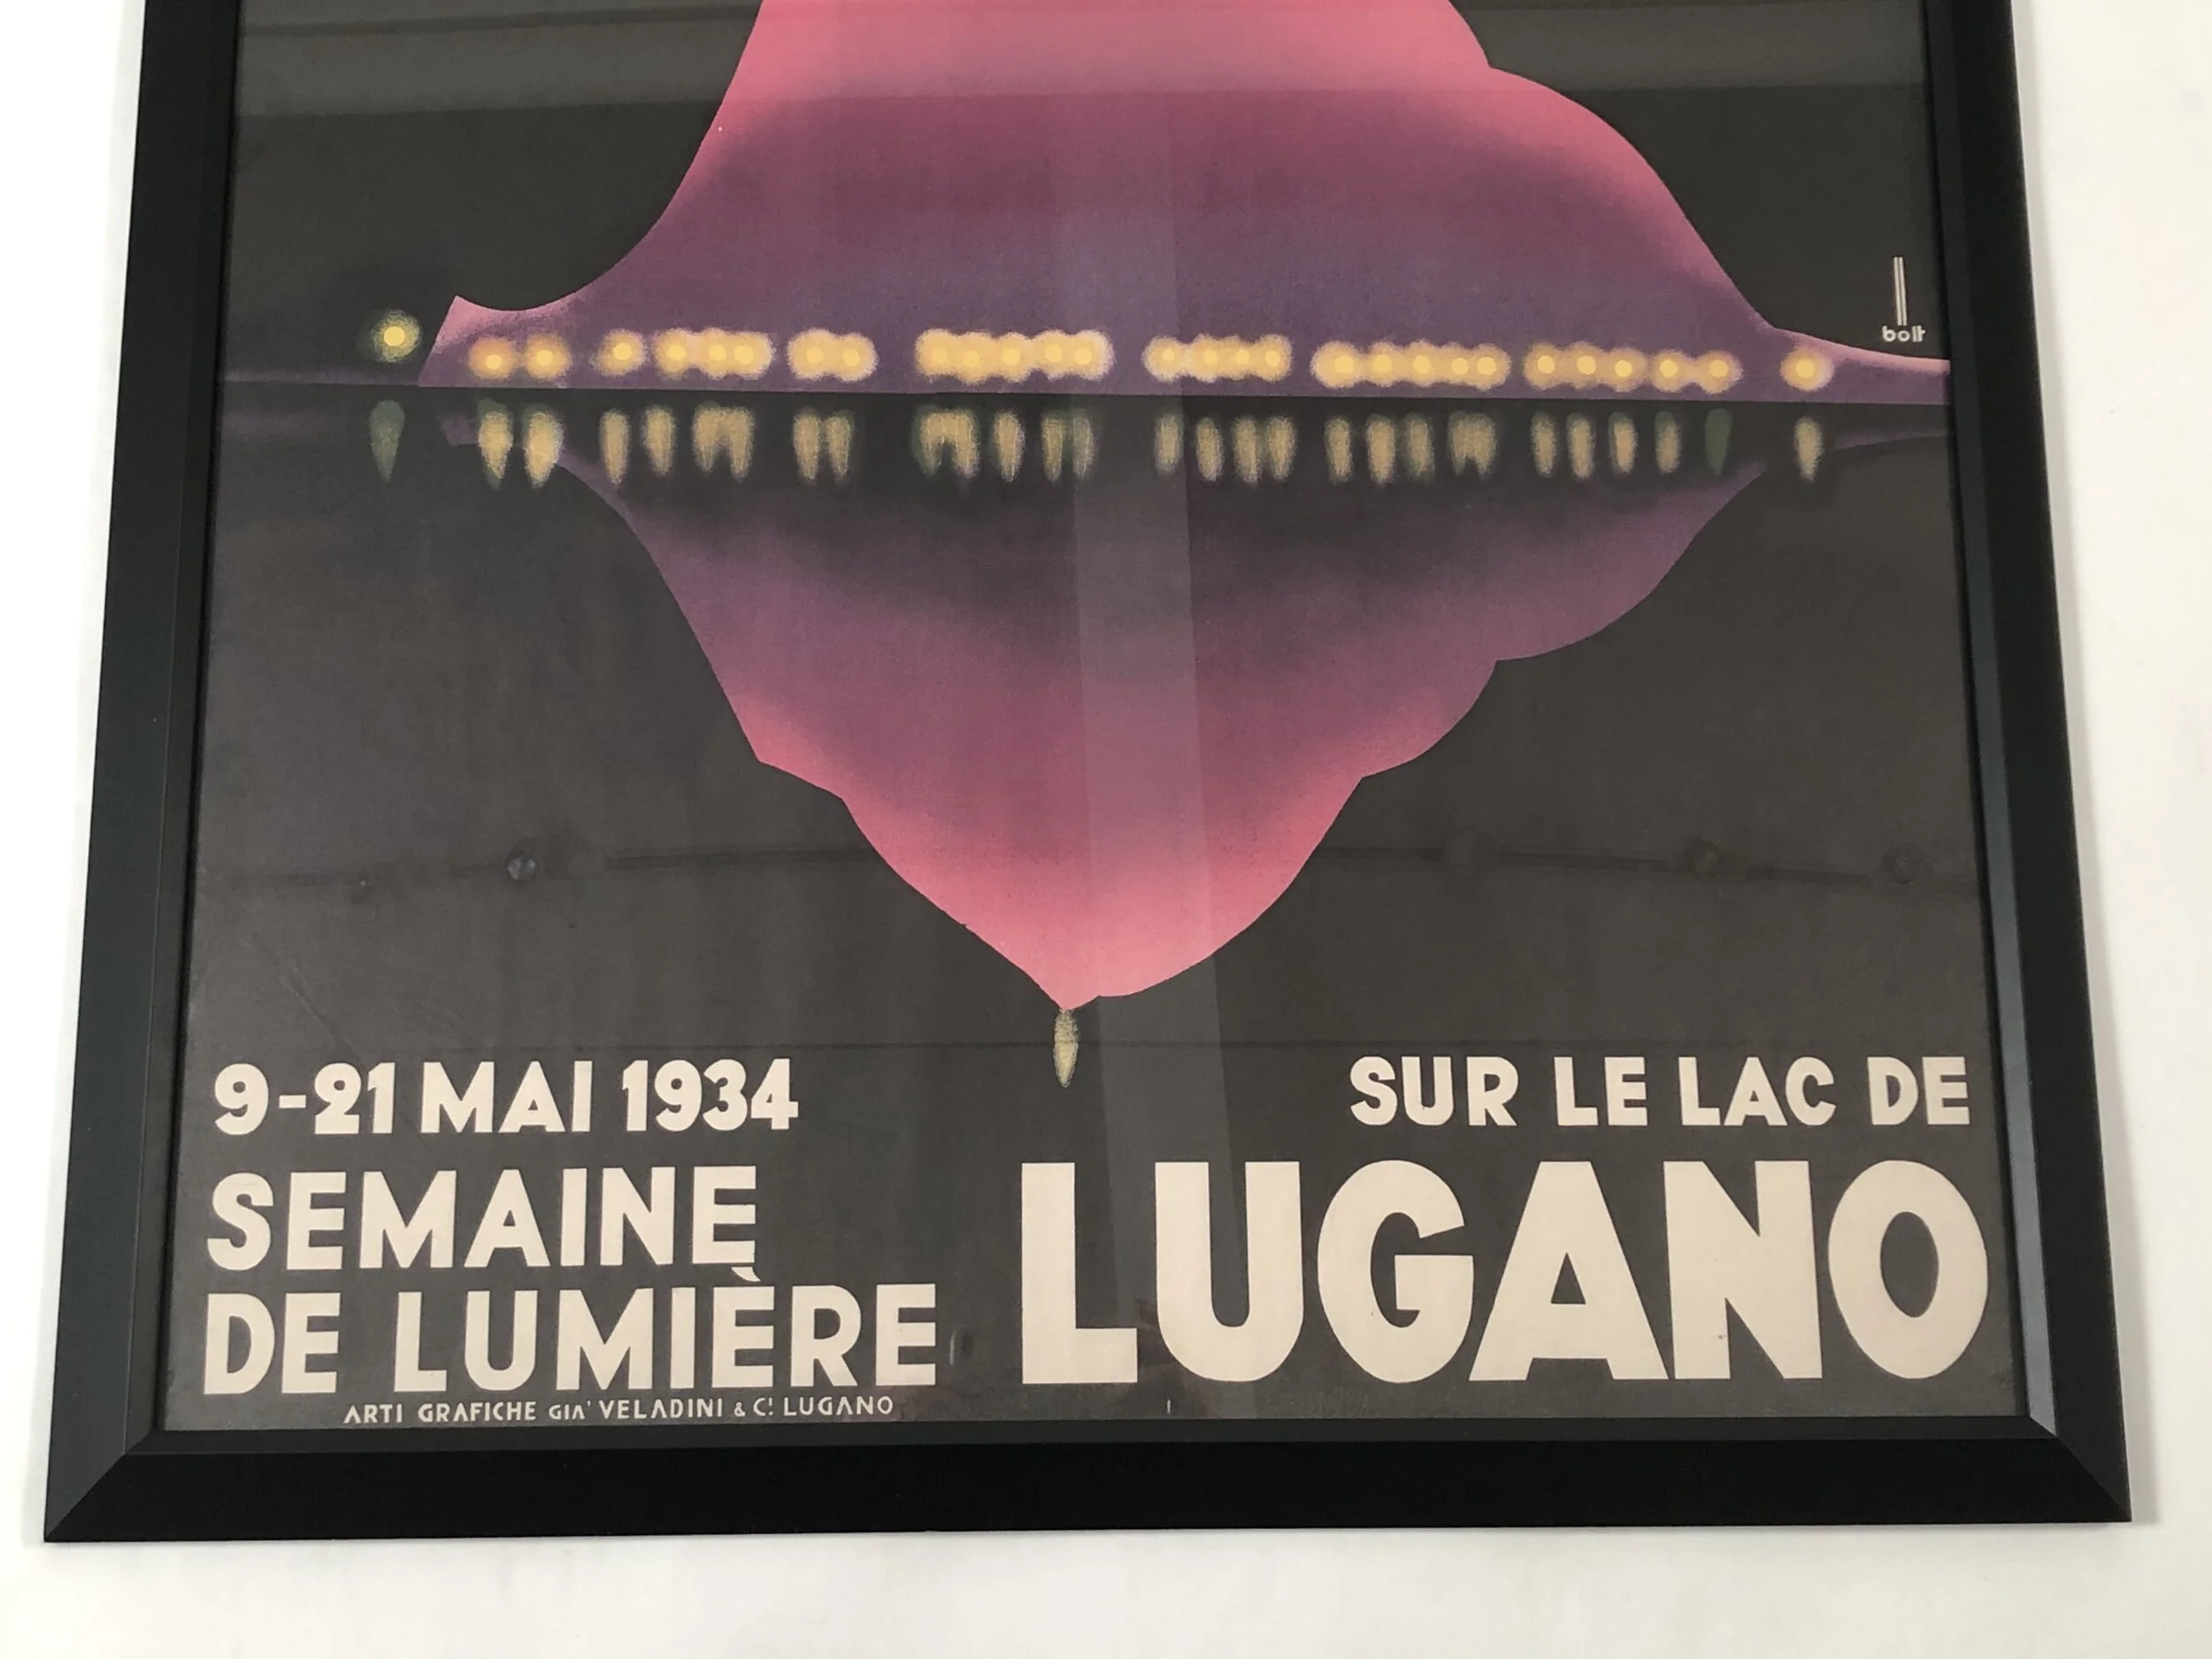 bolt
9-21 MAI 1934
SEMAINE
DE LUMIÈRE
SUR LE LAC DE
LUGANO
ARTI GRAFICHE GIA' VELADINI & C! LUGANO